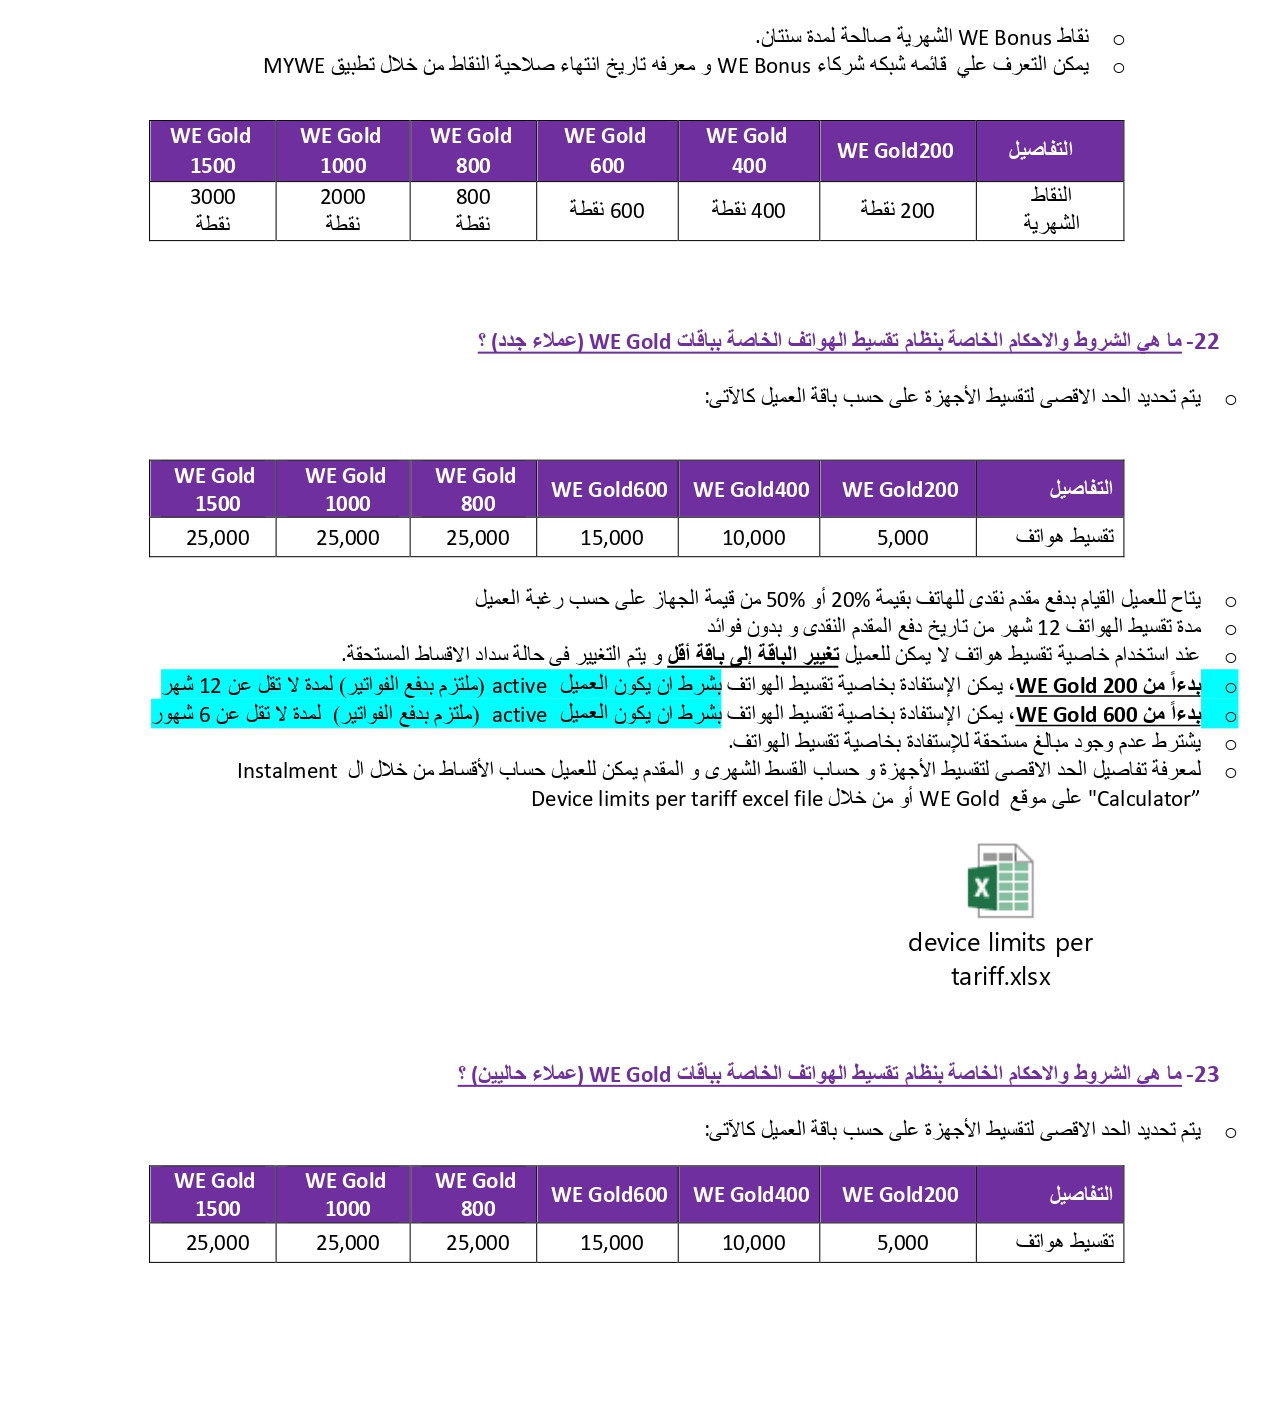 نقاط WE Bonus الشهرية صالحة لمدة سنتان.
يمكن التعرف علي قائمه شبكه شركاء WE Bonus و معرفه تاريخ انتهاء صلاحية النقاط من خلال تطبيق MYWE
التفاصيل WE Gold200 WE Gold 400 WE Gold 600 WE Gold 800 WE Gold 1000 WE Gold 1500
النقاط الشهرية 200 نقطة 400 نقطة 600 نقطة 800 نقطة 2000 نقطة 3000 نقطة
22- ما هي الشروط والاحكام الخاصة بنظام تقسيط الهواتف الخاصة بباقات WE Gold (عملاء جدد) ؟
يتم تحديد الحد الاقصى لتقسيط الأجهزة على حسب باقة العميل كالآتى:
التفاصيل WE Gold200 WE Gold400 WE Gold600 WE Gold 800 WE Gold 1000 WE Gold 1500
تقسيط هواتف 5,000 10,000 15,000 25,000 25,000 25,000
يتاح للعميل القيام بدفع مقدم نقدى للهاتف بقيمة 20% أو 50% من قيمة الجهاز على حسب رغبة العميل
مدة تقسيط الهواتف 12 شهر من تاريخ دفع المقدم النقدى و بدون فوائد
عند استخدام خاصية تقسيط هواتف لا يمكن للعميل تغيير الباقة إلى باقة أقل و يتم التغيير فى حالة سداد الاقساط المستحقة.
بدءاً من WE Gold 200، يمكن الإستفادة بخاصية تقسيط الهواتف بشرط ان يكون العميل active (ملتزم بدفع الفواتير) لمدة لا تقل عن 12 شهر
بدءاً من WE Gold 600، يمكن الإستفادة بخاصية تقسيط الهواتف بشرط ان يكون العميل active (ملتزم بدفع الفواتير) لمدة لا تقل عن 6 شهور
يشترط عدم وجود مبالغ مستحقة للإستفادة بخاصية تقسيط الهواتف.
لمعرفة تفاصيل الحد الاقصى لتقسيط الأجهزة و حساب القسط الشهرى و المقدم يمكن للعميل حساب الأقساط من خلال ال Instalment
Calculator" على موقع WE Gold أو من خلال Device limits per tariff excel file”
device limits per
tariff.xlsx
23- ما هي الشروط والاحكام الخاصة بنظام تقسيط الهواتف الخاصة بباقات WE Gold (عملاء حاليين) ؟
يتم تحديد الحد الاقصى لتقسيط الأجهزة على حسب باقة العميل كالآتى:
التفاصيل WE Gold200 WE Gold400 WE Gold600 WE Gold 800 WE Gold 1000 WE Gold 1500
تقسيط هواتف 5,000 10,000 15,000 25,000 25,000 25,000